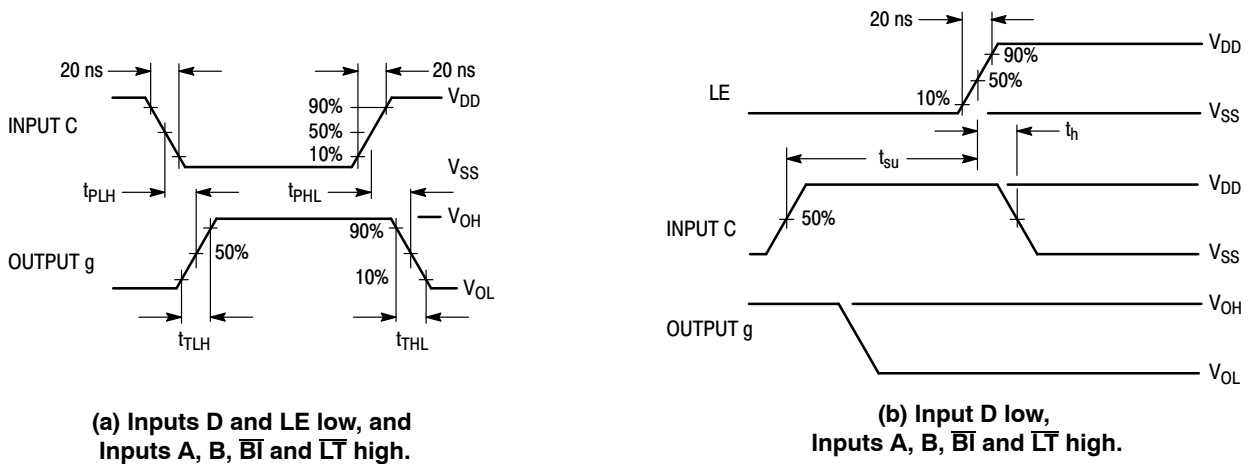 20 ns
20 ns
INPUT C
90%
50%
10%
V_DD
V_SS
t_PLH
t_PHL
OUTPUT g
50%
90%
10%
V_OH
V_OL
t_TLH
t_THL
(a) Inputs D and LE low, and
Inputs A, B, B̅I̅ and L̅T̅ high.
20 ns
LE
10%
90%
50%
V_DD
V_SS
t_su
t_h
INPUT C
50%
V_DD
V_SS
OUTPUT g
V_OH
V_OL
(b) Input D low,
Inputs A, B, B̅I̅ and L̅T̅ high.